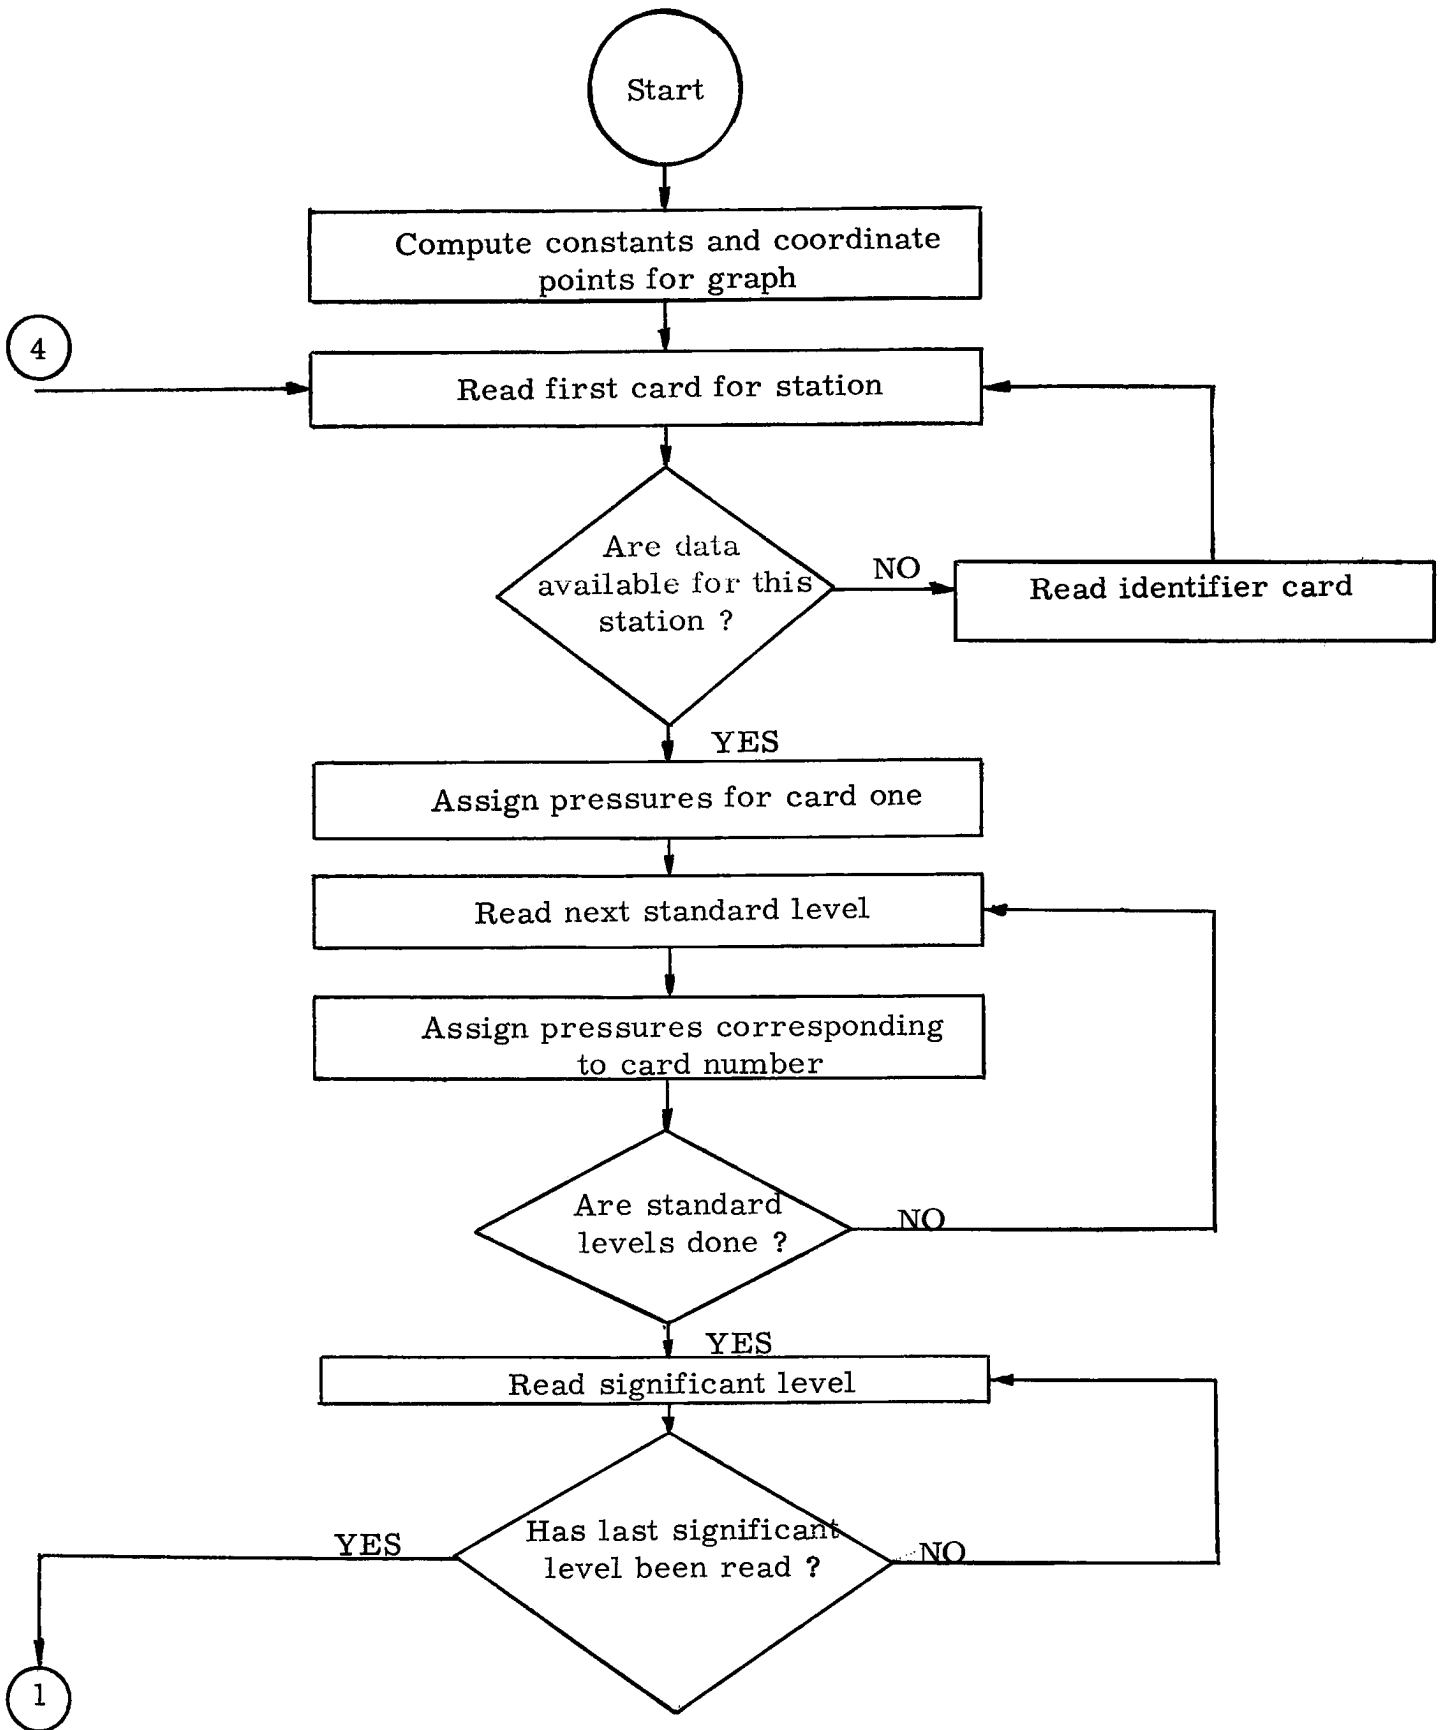 Start
Compute constants and coordinate
points for graph
4
Read first card for station
Are data
available for this
station ?
NO
Read identifier card
YES
Assign pressures for card one
Read next standard level
Assign pressures corresponding
to card number
Are standard
levels done ?
NO
YES
Read significant level
Has last significant
level been read ?
YES
NO
1